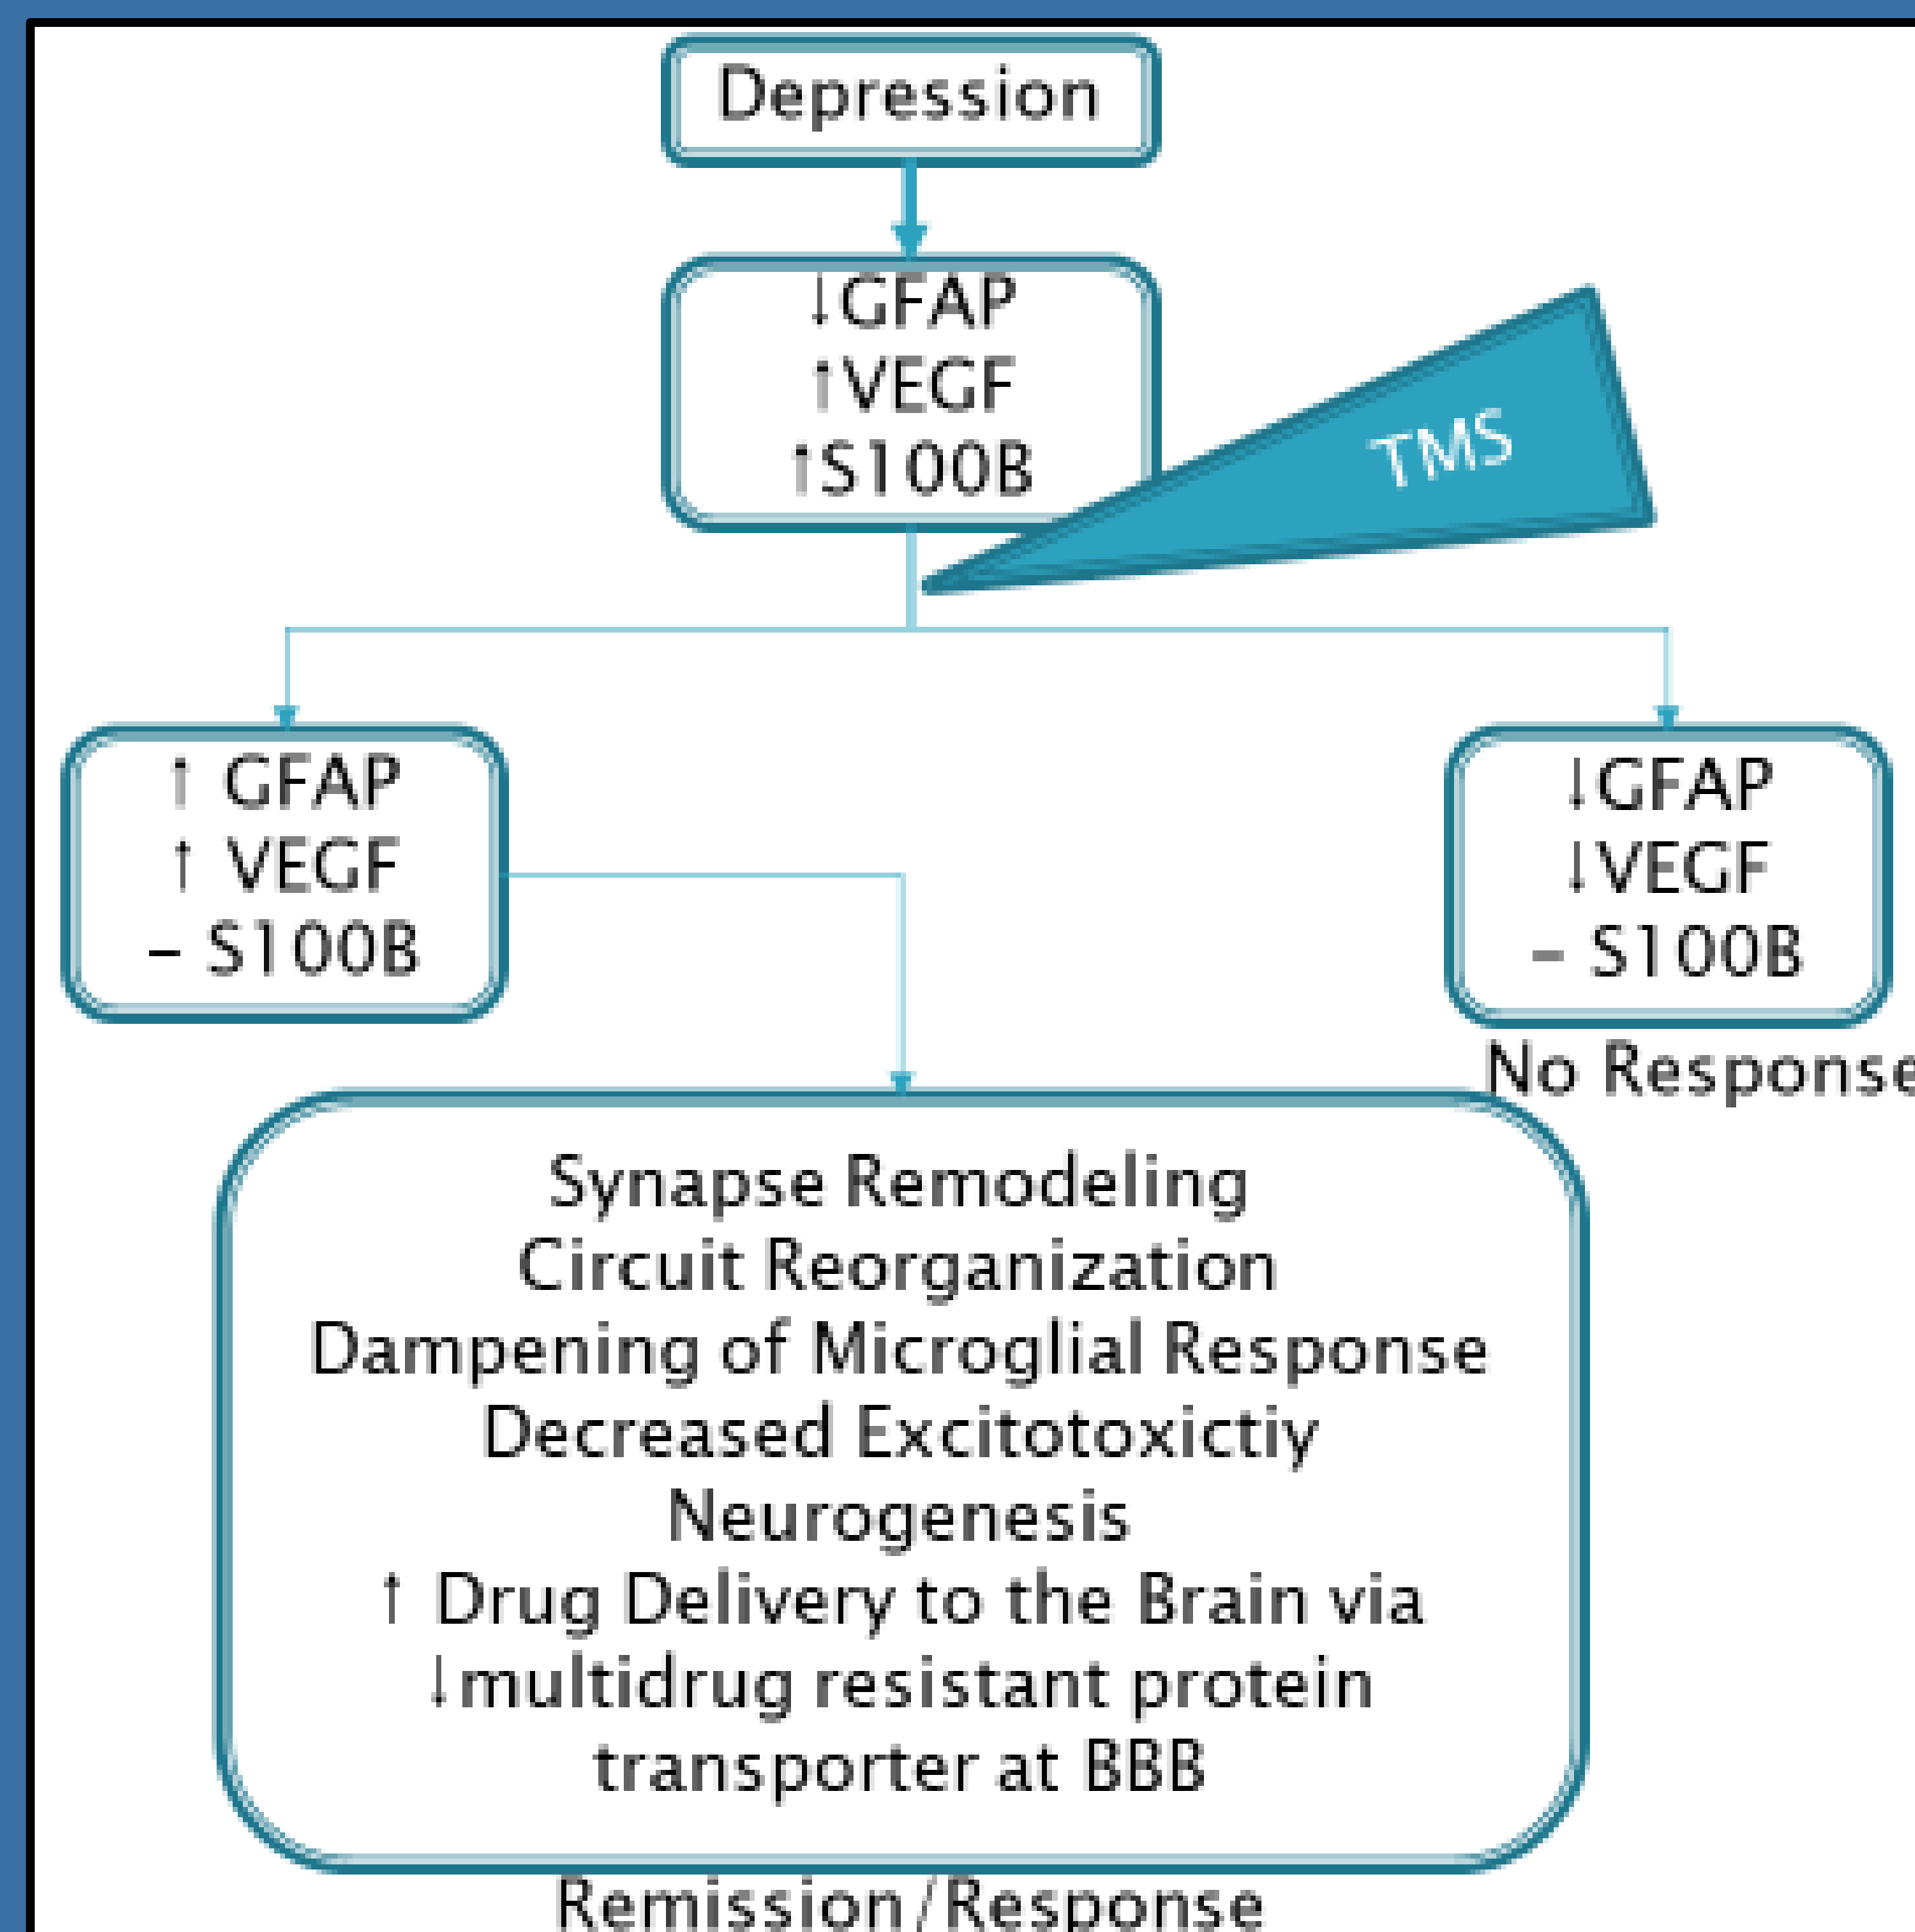 Depression
↓GFAP
↑VEGF
↑S100B
TMS
↑ GFAP
↑ VEGF
– S100B
↓GFAP
↓VEGF
– S100B
No Response
Synapse Remodeling
Circuit Reorganization
Dampening of Microglial Response
Decreased Excitotoxictiy
Neurogenesis
↑ Drug Delivery to the Brain via
↓multidrug resistant protein
transporter at BBB
Remission/Response